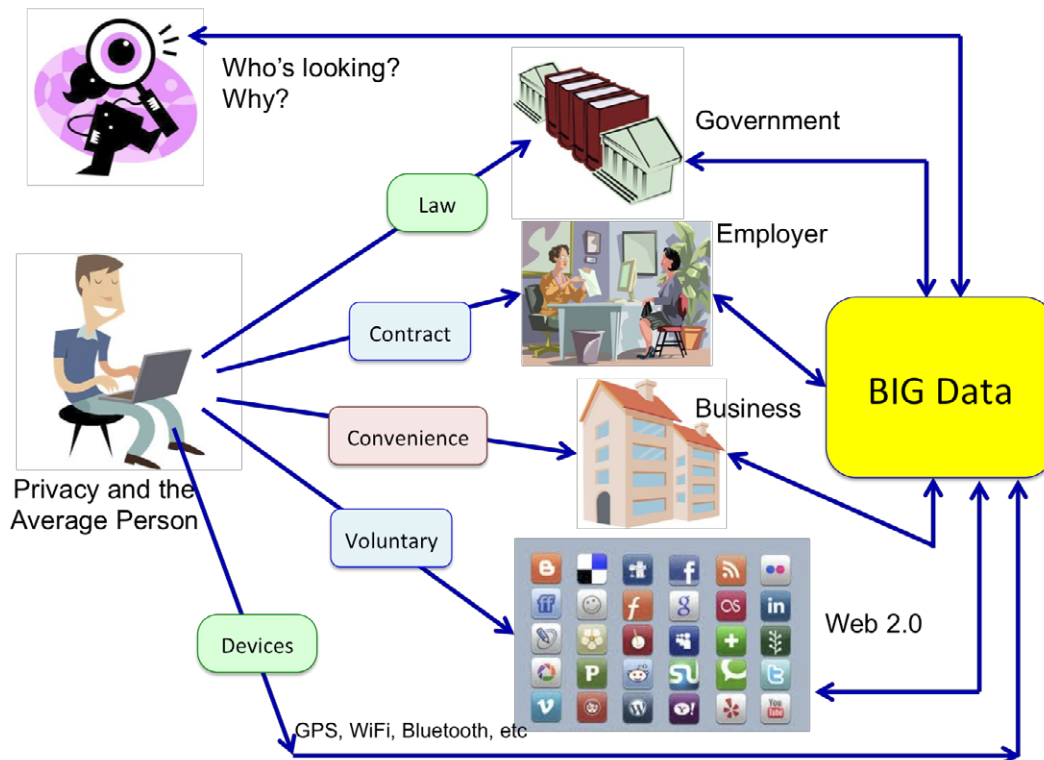 Who's looking?
Why?
Government
Law
Employer
Contract
BIG Data
Business
Convenience
Privacy and the
Average Person
Voluntary
Web 2.0
Devices
GPS, WiFi, Bluetooth, etc